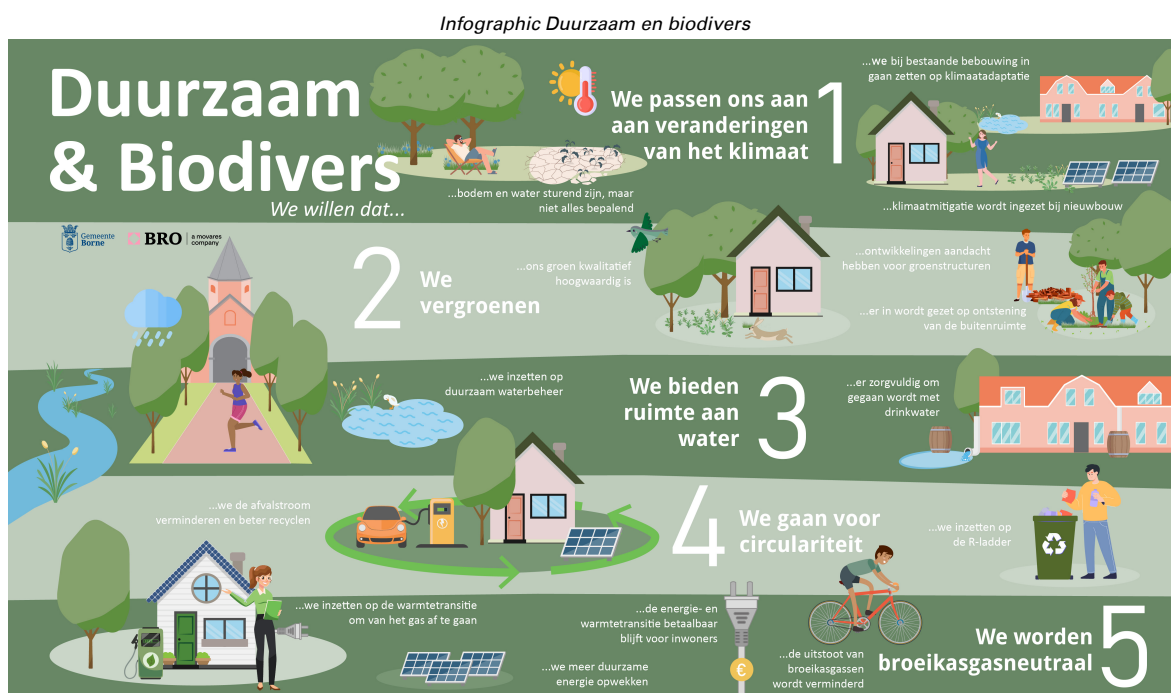 Infographic Duurzaam en biodivers
Duurzaam
& Biodivers
We willen dat...
Gemeente
Borne
BRO
a movares
company
We passen ons aan
aan veranderingen
van het klimaat
1
...we bij bestaande bebouwing in
gaan zetten op klimaatadaptatie
...bodem en water sturend zijn, maar
niet alles bepalend
...klimaatmitigatie wordt ingezet bij nieuwbouw
2
We
vergroenen
...ons groen kwalitatief
hoogwaardig is
...ontwikkelingen aandacht
hebben voor groenstructuren
...er in wordt gezet op ontstening
van de buitenruimte
...we inzetten op
duurzaam waterbeheer
We bieden
ruimte aan
water
3
...er zorgvuldig om
gegaan wordt met
drinkwater
...we de afvalstroom
verminderen en beter recyclen
4
We gaan voor
circulariteit
...we inzetten op
de R-ladder
...we inzetten op de warmtetransitie
om van het gas af te gaan
...de energie- en
warmtetransitie betaalbaar
blijft voor inwoners
€
...we meer duurzame
energie opwekken
...de uitstoot van
broeikasgassen
wordt verminderd
We worden
broeikasgasneutraal
5